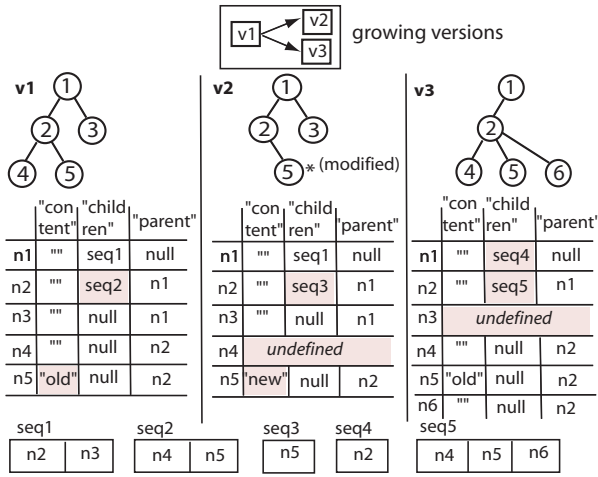 v1 v2 v3 growing versions
v1
1
2 3
4 5
v2
1
2 3
5 * (modified)
v3
1
2
4 5 6
"con tent" "child ren" "parent"
n1 "" seq1 null
n2 "" seq2 n1
n3 "" null n1
n4 "" null n2
n5 "old" null n2
"con tent" "child ren" "parent"
n1 "" seq1 null
n2 "" seq3 n1
n3 "" null n1
n4 undefined
n5 "new" null n2
"con tent" "child ren" "parent'
n1 "" seq4 null
n2 "" seq5 n1
n3 undefined
n4 "" null n2
n5 "old" null n2
n6 "" null n2
seq1 seq2 seq3 seq4 seq5
n2 n3 n4 n5 n5 n2 n4 n5 n6